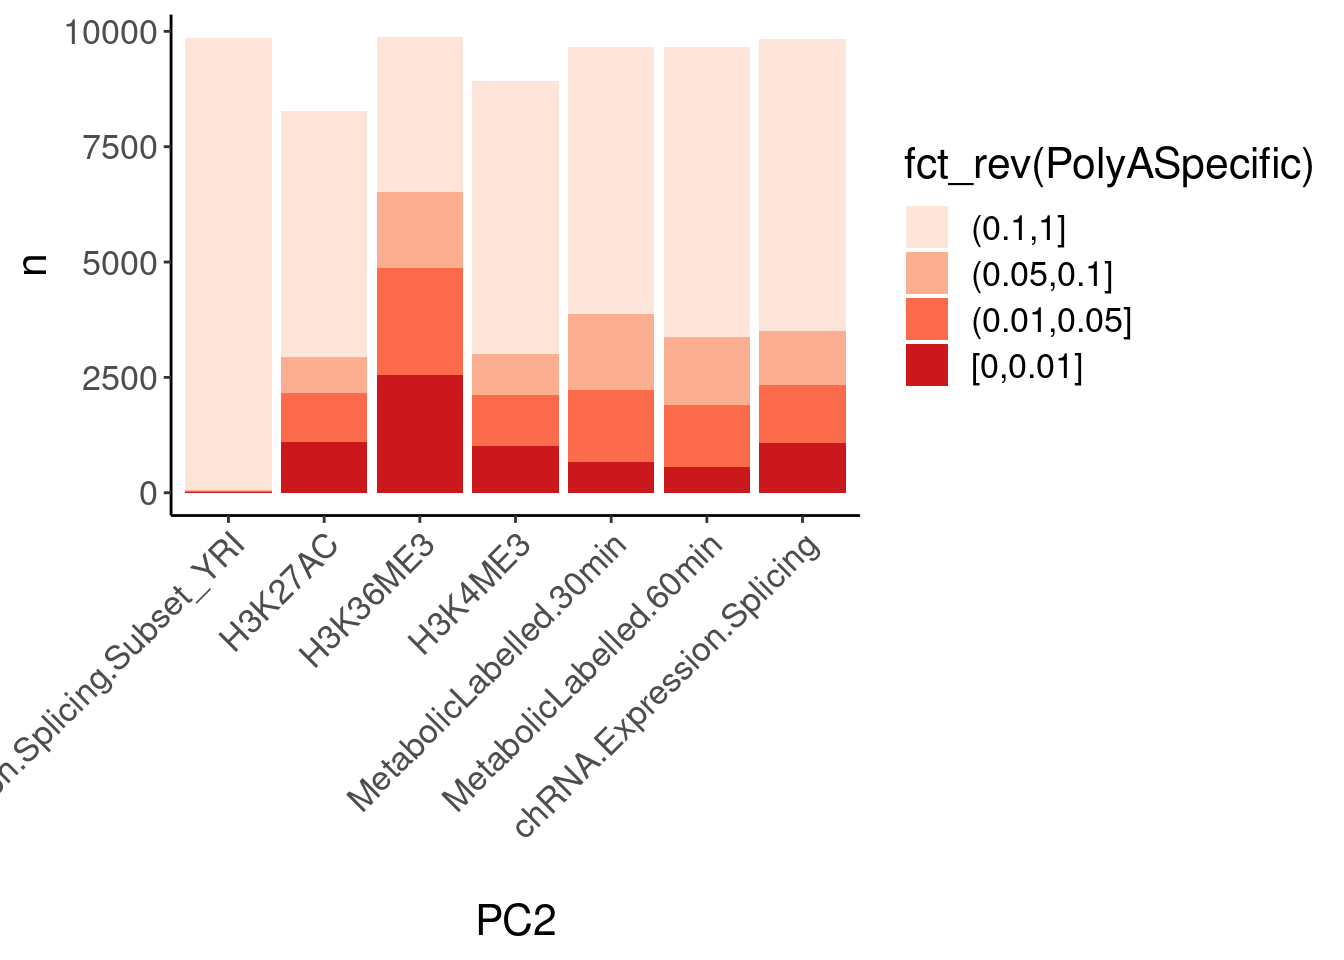 10000
7500
5000
2500
0
n
fct_rev(PolyASpecific)
(0.1,1]
(0.05,0.1]
(0.01,0.05]
[0,0.01]
n.Splicing.Subset_YRI
H3K27AC
H3K36ME3
H3K4ME3
MetabolicLabelled.30min
MetabolicLabelled.60min
chRNA.Expression.Splicing
PC2